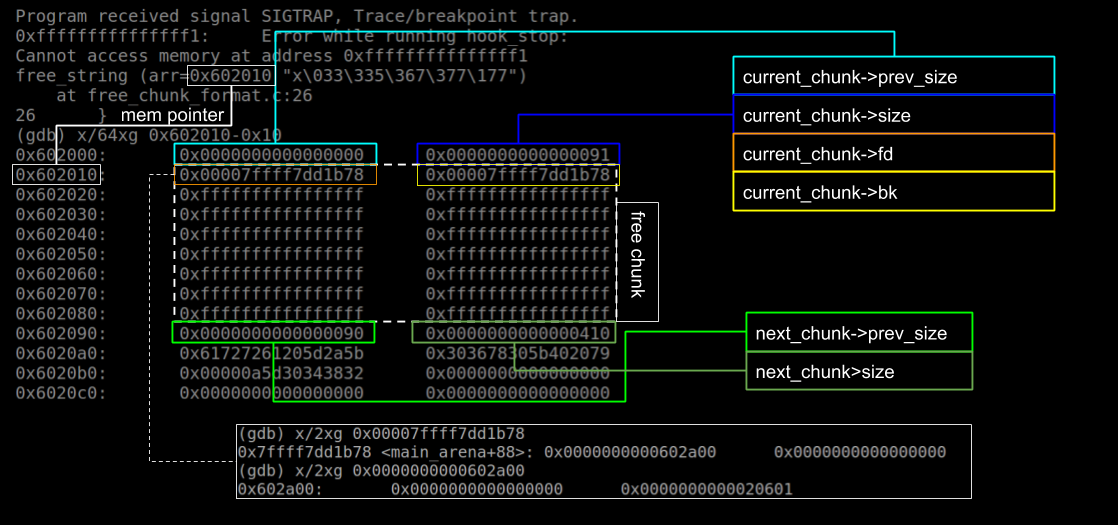 Program received signal SIGTRAP, Trace/breakpoint trap.
0xfffffffffffffff1:     Error while running hook_stop:
Cannot access memory at address 0xfffffffffffffff1
free_string (arr=0x602010 "x\033\335\367\377\177")
    at free_chunk_format.c:26
26      }
mem pointer
(gdb) x/64xg 0x602010-0x10
0x602000:       0x0000000000000000      0x0000000000000091
0x602010:       0x00007ffff7dd1b78      0x00007ffff7dd1b78
0x602020:       0xffffffffffffffff      0xffffffffffffffff
0x602030:       0xffffffffffffffff      0xffffffffffffffff
0x602040:       0xffffffffffffffff      0xffffffffffffffff
0x602050:       0xffffffffffffffff      0xffffffffffffffff
0x602060:       0xffffffffffffffff      0xffffffffffffffff
0x602070:       0xffffffffffffffff      0xffffffffffffffff
0x602080:       0xffffffffffffffff      0xffffffffffffffff
0x602090:       0x0000000000000090      0x0000000000000410
0x6020a0:       0x61727261205d2a5b      0x303678305b402079
0x6020b0:       0x00000a5d30343832      0x0000000000000000
0x6020c0:       0x0000000000000000      0x0000000000000000
current_chunk->prev_size
current_chunk->size
current_chunk->fd
current_chunk->bk
free chunk
next_chunk->prev_size
next_chunk>size
(gdb) x/2xg 0x00007ffff7dd1b78
0x7ffff7dd1b78 <main_arena+88>: 0x0000000000602a00      0x0000000000000000
(gdb) x/2xg 0x0000000000602a00
0x602a00:       0x0000000000000000      0x0000000000020601